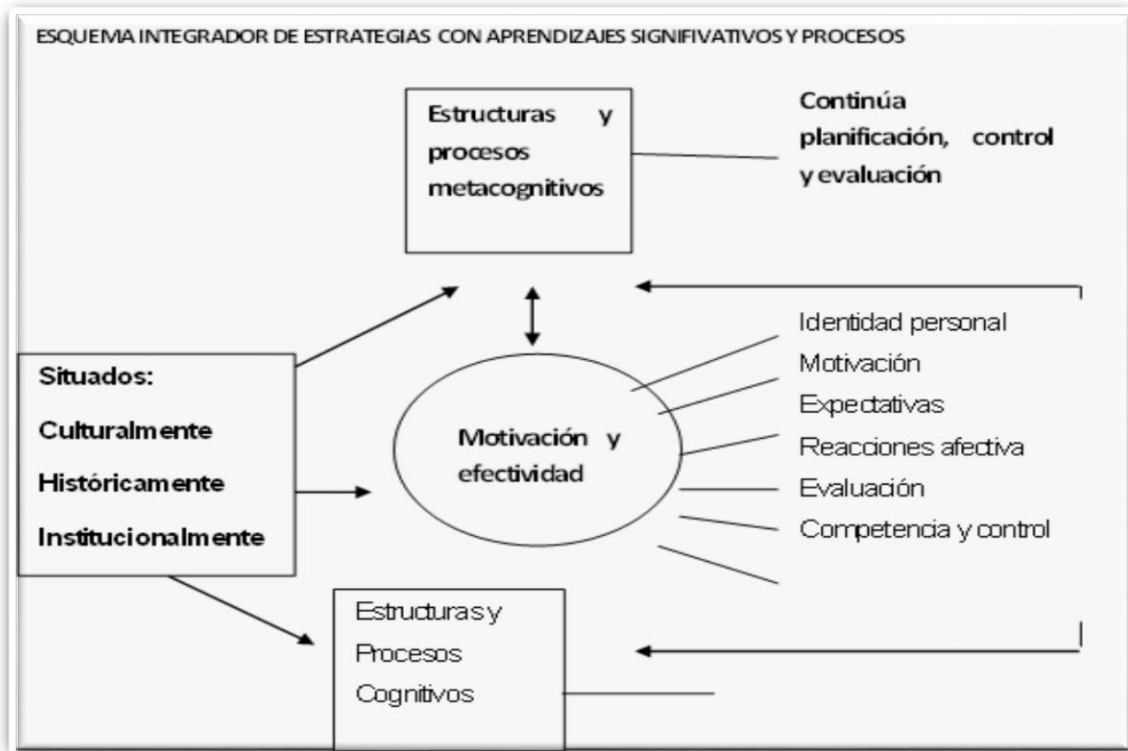 ESQUEMA INTEGRADOR DE ESTRATEGIAS CON APRENDIZAJES SIGNIFIVATIVOS Y PROCESOS
Estructuras y
procesos
metacognitivos
Continúa
planificación, control
y evaluación
Situados:
Culturalmente
Históricamente
Institucionalmente
Motivación y
efectividad
Identidad personal
Motivación
Expectativas
Reacciones afectiva
Evaluación
Competencia y control
Estructuras y
Procesos
Cognitivos